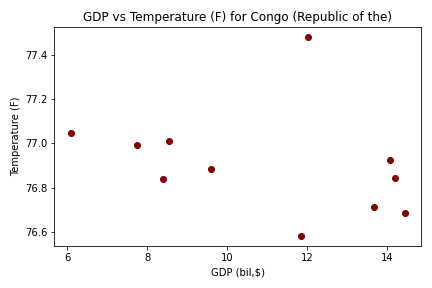 GDP vs Temperature (F) for Congo (Republic of the)
77.4
77.2
77.0
76.8
76.6
Temperature (F)
6 8 10 12 14
GDP (bil,$)